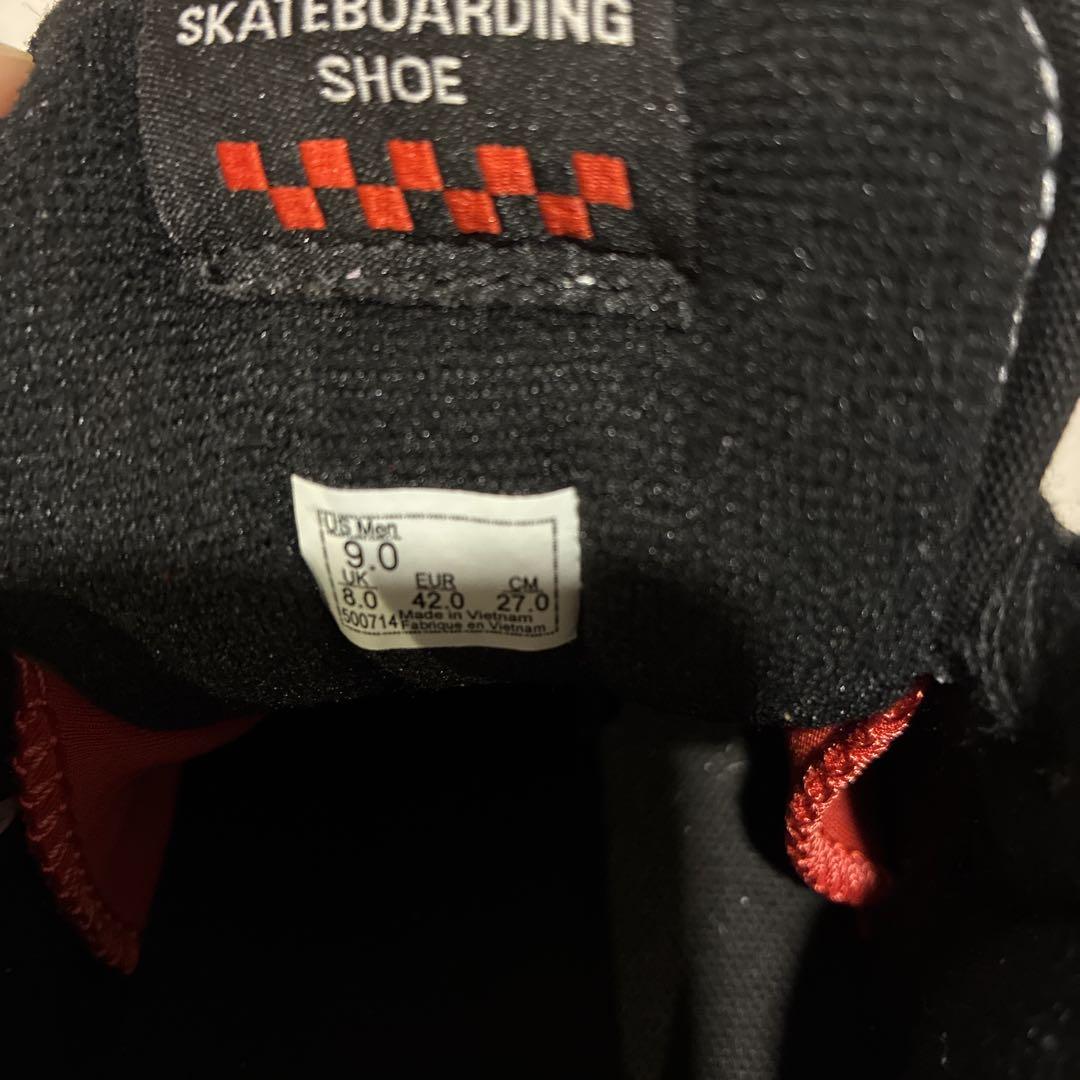 SKATEBOARDING
SHOE
US Men
9.0
UK EUR CM
8.0 42.0 27.0
500714 Made in Vietnam
Fabrique en Vietnam